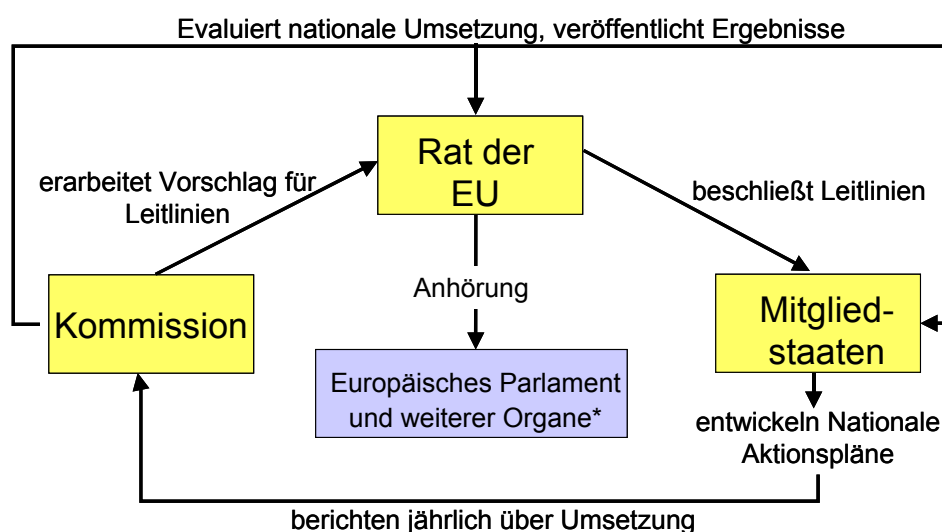 Evaluiert nationale Umsetzung, veröffentlicht Ergebnisse
Rat der
EU
erarbeitet Vorschlag für
Leitlinien
beschließt Leitlinien
Kommission
Anhörung
Mitglied-
staaten
Europäisches Parlament
und weiterer Organe*
entwickeln Nationale
Aktionspläne
berichten jährlich über Umsetzung